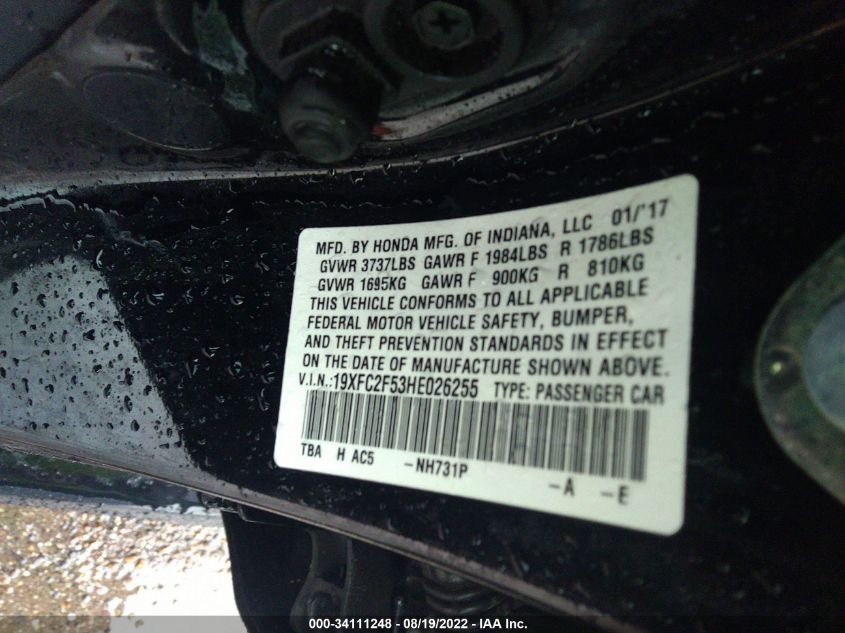 MFD. BY HONDA MFG. OF INDIANA, LLC 01/'17
GVWR 3737LBS GAWR F 1984LBS R 1786LBS
GVWR 1695KG GAWR F 900KG R 810KG
THIS VEHICLE CONFORMS TO ALL APPLICABLE
FEDERAL MOTOR VEHICLE SAFETY, BUMPER,
AND THEFT PREVENTION STANDARDS IN EFFECT
ON THE DATE OF MANUFACTURE SHOWN ABOVE.
V.I.N.:19XFC2F53HE026255 TYPE: PASSENGER CAR
TBA H AC5 -NH731P -A -E
000-34111248 - 08/19/2022 - IAA Inc.